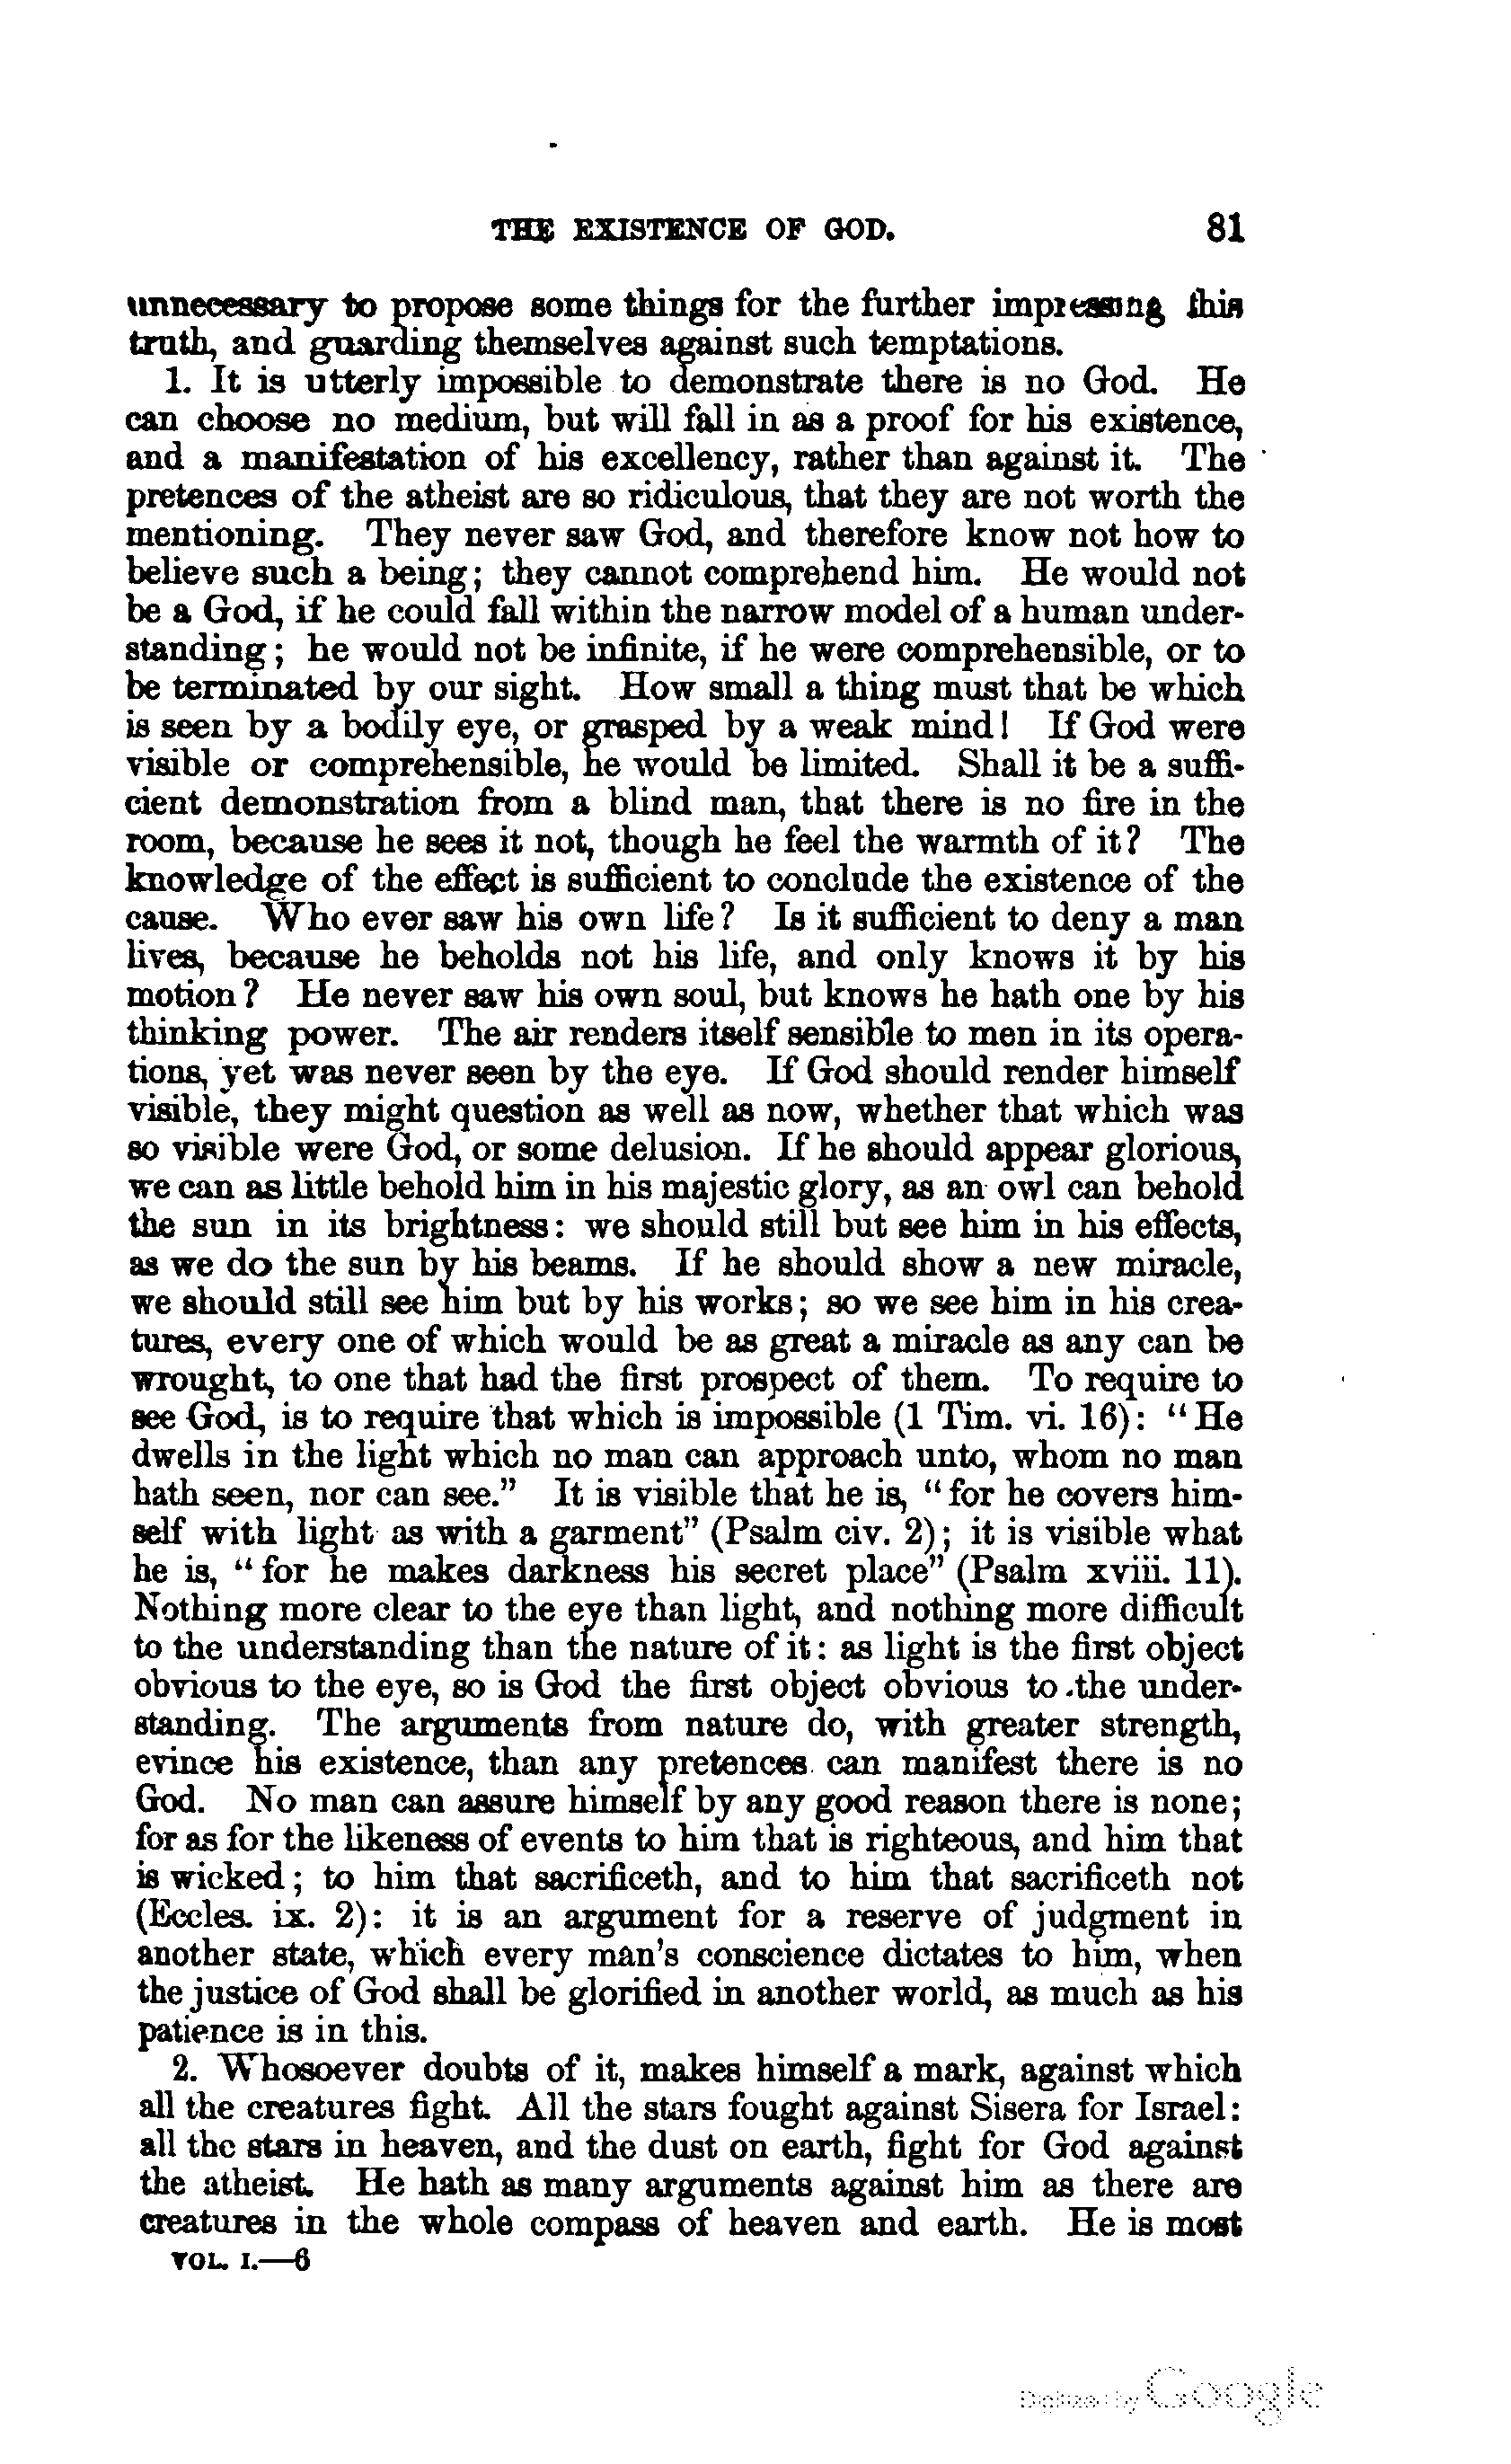 THE EXISTENCE OF GOD. 81
unnecessary to propose some things for the further impressing this
truth, and guarding themselves against such temptations.
1. It is utterly impossible to demonstrate there is no God. He
can choose no medium, but will fall in as a proof for his existence,
and a manifestation of his excellency, rather than against it. The
pretences of the atheist are so ridiculous, that they are not worth the
mentioning. They never saw God, and therefore know not how to
believe such a being; they cannot comprehend him. He would not
be a God, if he could fall within the narrow model of a human under-
standing; he would not be infinite, if he were comprehensible, or to
be terminated by our sight. How small a thing must that be which
is seen by a bodily eye, or grasped by a weak mind! If God were
visible or comprehensible, he would be limited. Shall it be a suffi-
cient demonstration from a blind man, that there is no fire in the
room, because he sees it not, though he feel the warmth of it? The
knowledge of the effect is sufficient to conclude the existence of the
cause. Who ever saw his own life? Is it sufficient to deny a man
lives, because he beholds not his life, and only knows it by his
motion? He never saw his own soul, but knows he hath one by his
thinking power. The air renders itself sensible to men in its opera-
tions, yet was never seen by the eye. If God should render himself
visible, they might question as well as now, whether that which was
so visible were God, or some delusion. If he should appear glorious,
we can as little behold him in his majestic glory, as an owl can behold
the sun in its brightness: we should still but see him in his effects,
as we do the sun by his beams. If he should show a new miracle,
we should still see him but by his works; so we see him in his crea-
tures, every one of which would be as great a miracle as any can be
wrought, to one that had the first prospect of them. To require to
see God, is to require that which is impossible (1 Tim. vi. 16): "He
dwells in the light which no man can approach unto, whom no man
hath seen, nor can see." It is visible that he is, "for he covers him-
self with light as with a garment" (Psalm civ. 2); it is visible what
he is, "for he makes darkness his secret place" (Psalm xviii. 11).
Nothing more clear to the eye than light, and nothing more difficult
to the understanding than the nature of it: as light is the first object
obvious to the eye, so is God the first object obvious to the under-
standing. The arguments from nature do, with greater strength,
evince his existence, than any pretences can manifest there is no
God. No man can assure himself by any good reason there is none;
for as for the likeness of events to him that is righteous, and him that
is wicked; to him that sacrificeth, and to him that sacrificeth not
(Eccles. ix. 2): it is an argument for a reserve of judgment in
another state, which every man's conscience dictates to him, when
the justice of God shall be glorified in another world, as much as his
patience is in this.
2. Whosoever doubts of it, makes himself a mark, against which
all the creatures fight. All the stars fought against Sisera for Israel:
all the stars in heaven, and the dust on earth, fight for God against
the atheist. He hath as many arguments against him as there are
creatures in the whole compass of heaven and earth. He is most
VOL. I.—6
Digitized by Google